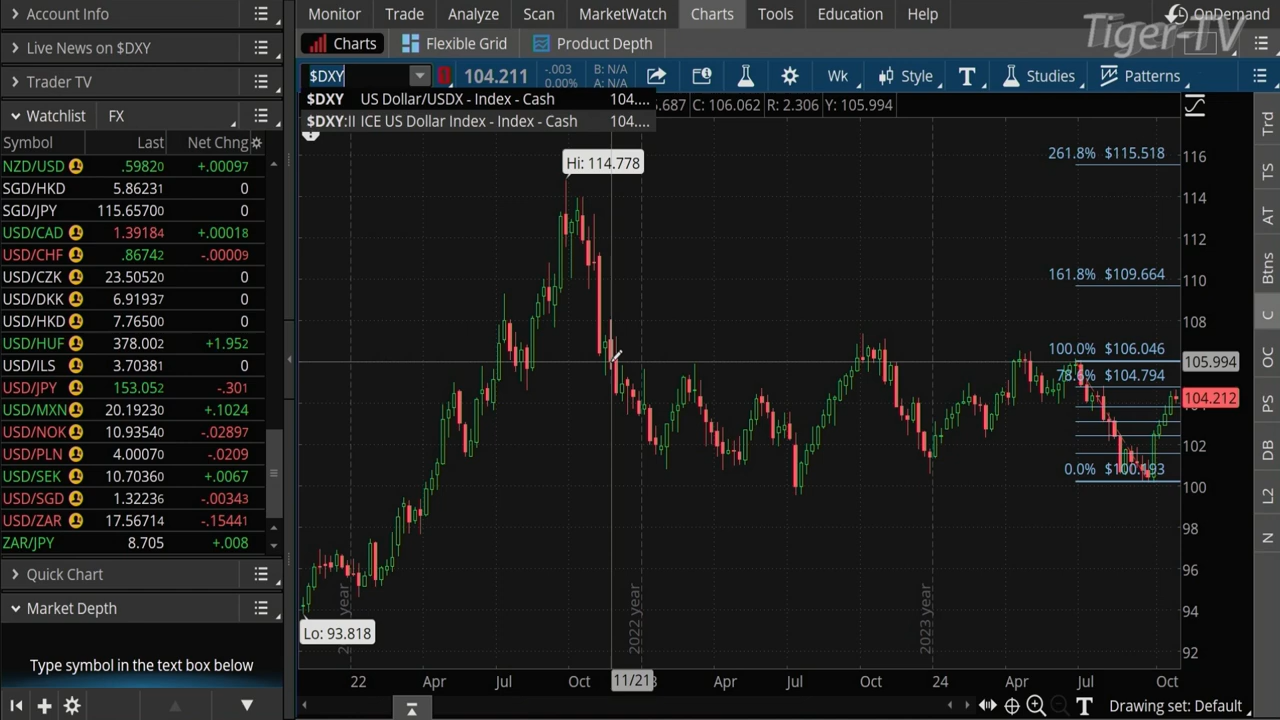 Account Info
Live News on $DXY
Trader TV
Watchlist FX
Symbol Last Net Chng
NZD/USD .59820 +.00097
SGD/HKD 5.86231 0
SGD/JPY 115.65700 0
USD/CAD 1.39184 +.00018
USD/CHF .86742 -.00009
USD/CZK 23.50520 0
USD/DKK 6.91937 0
USD/HKD 7.76500 0
USD/HUF 378.002 +1.952
USD/ILS 3.70381 0
USD/JPY 153.052 -.301
USD/MXN 20.19230 +.1024
USD/NOK 10.93540 -.02897
USD/PLN 4.00070 -.0209
USD/SEK 10.70360 +.0067
USD/SGD 1.32236 -.00343
USD/ZAR 17.56714 -.15441
ZAR/JPY 8.705 +.008
Quick Chart
Market Depth
Type symbol in the text box below
Monitor Trade Analyze Scan MarketWatch Charts Tools Education Help
OnDemand
Tiger-TV
Charts Flexible Grid Product Depth
$DXY 104.211 -.003 0.00% B: N/A A: N/A Wk Style T Studies Patterns
$DXY US Dollar/USDX - Index - Cash 104....
$DXY:II ICE US Dollar Index - Index - Cash 104....
.687 C: 106.062 R: 2.306 Y: 105.994
Hi: 114.778
Lo: 93.818
261.8% $115.518
161.8% $109.664
100.0% $106.046
78.6% $104.794
0.0% $100.193
116
114
112
110
108
105.994
104.212
102
100
98
96
94
92
2022 year
2023 year
22 Apr Jul Oct 11/21 Apr Jul Oct 24 Apr Jul Oct
Trd
TS
AT
Btns
C
OC
PS
DB
L2
N
T Drawing set: Default